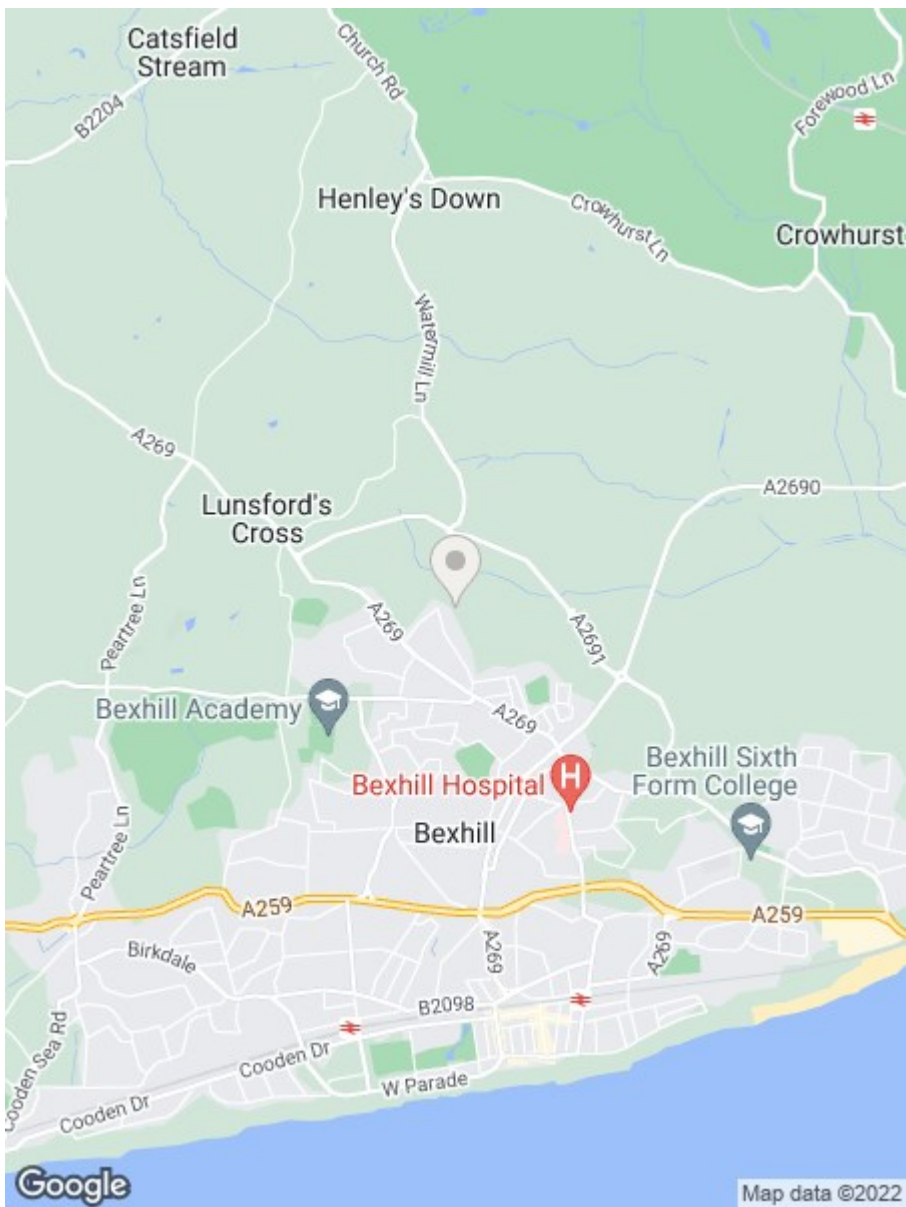 Catsfield
Stream
Church Rd
B2204
Forewood Ln
Henley's Down
Crowhurst Ln
Crowhurst
Watermill Ln
A269
A2690
Lunsford's
Cross
Peartree Ln
A269
A2691
Bexhill Academy
A269
Bexhill Sixth
Form College
Bexhill Hospital
H
Bexhill
Peartree Ln
A259
A259
Birkdale
A269
A269
B2098
Cooden Sea Rd
Cooden Dr
W Parade
Cooden Dr
Google
Map data ©2022